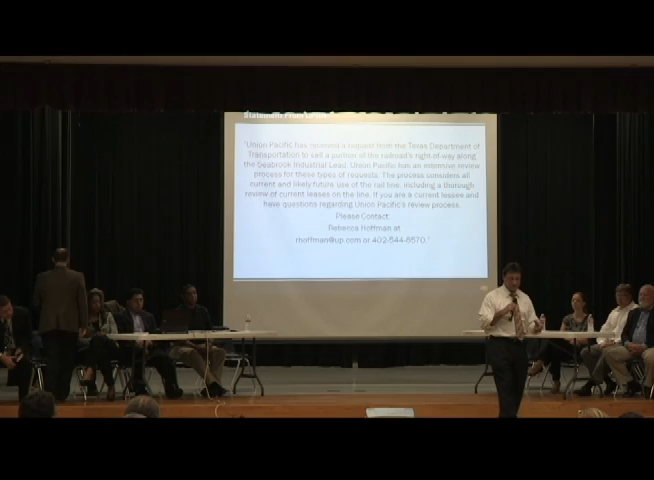 Statement From Union
"Union Pacific has received a request from the Texas Department of
Transportation to sell a portion of the railroad's right-of-way along
the Seabrook Industrial Lead. Union Pacific has an extensive review
process for these types of requests. The process considers all
current and likely future use of the rail line, including a thorough
review of current leases on the line. If you are a current lessee and
have questions regarding Union Pacific's review process.
Please Contact:
Rebecca Hoffman at
rhoffman@up.com or 402-544-8570."